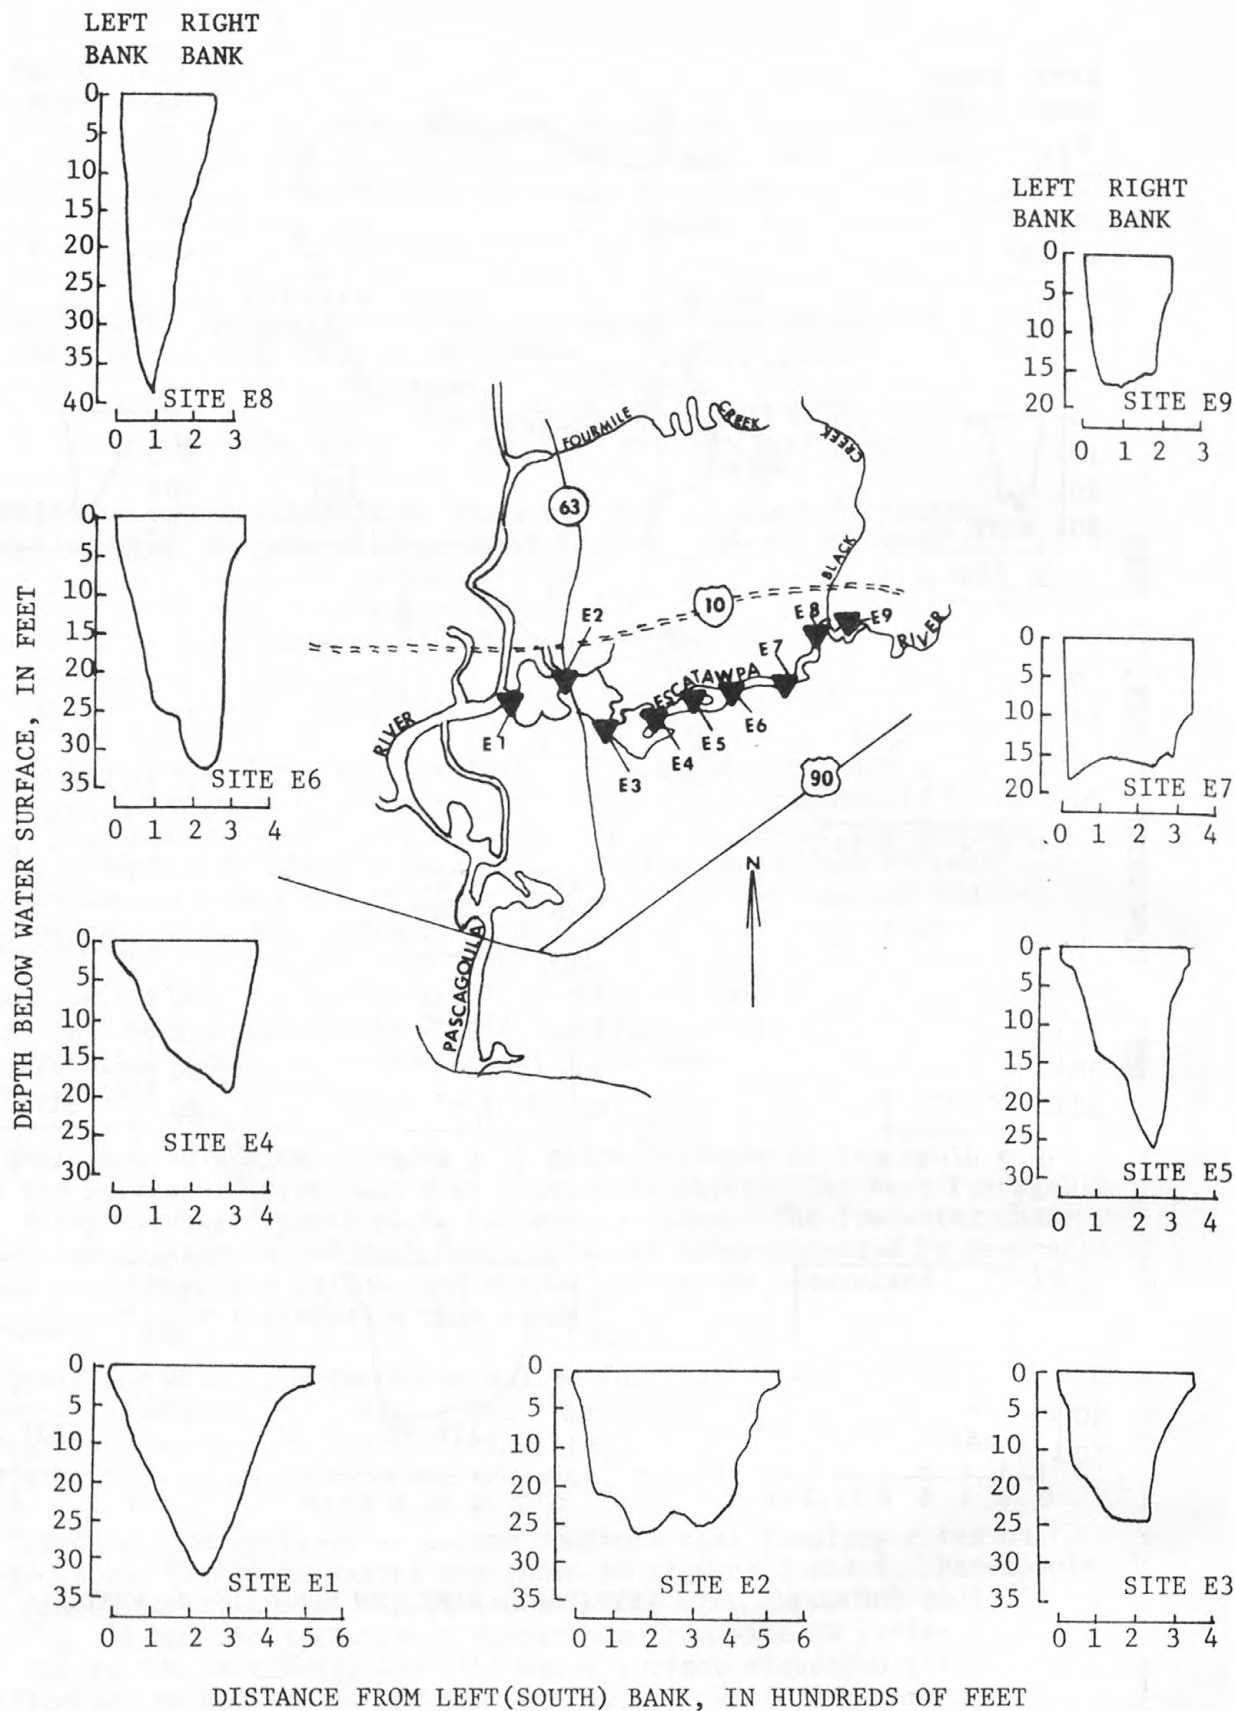 LEFT RIGHT
BANK BANK
0
5
10
15
20
25
30
35
40
SITE E8
0 1 2 3
LEFT RIGHT
BANK BANK
0
5
10
15
20
SITE E9
0 1 2 3
0
5
10
15
20
25
30
35
SITE E6
0 1 2 3 4
0
5
10
15
20
SITE E7
0 1 2 3 4
0
5
10
15
20
25
30
SITE E4
0 1 2 3 4
0
5
10
15
20
25
30
SITE E5
0 1 2 3 4
0
5
10
20
25
30
35
SITE E1
0 1 2 3 4 5 6
0
5
10
20
25
30
35
SITE E2
0 1 2 3 4 5 6
0
5
10
20
25
30
35
SITE E3
0 1 2 3 4
FOURMILE CREEK
CREEK
BLACK
63
10
90
E1
E2
E3
E4
E5
E6
E7
E8
E9
ESCATAWPA
RIVER
RIVER
PASCAGOULA
N
DEPTH BELOW WATER SURFACE, IN FEET
DISTANCE FROM LEFT(SOUTH) BANK, IN HUNDREDS OF FEET